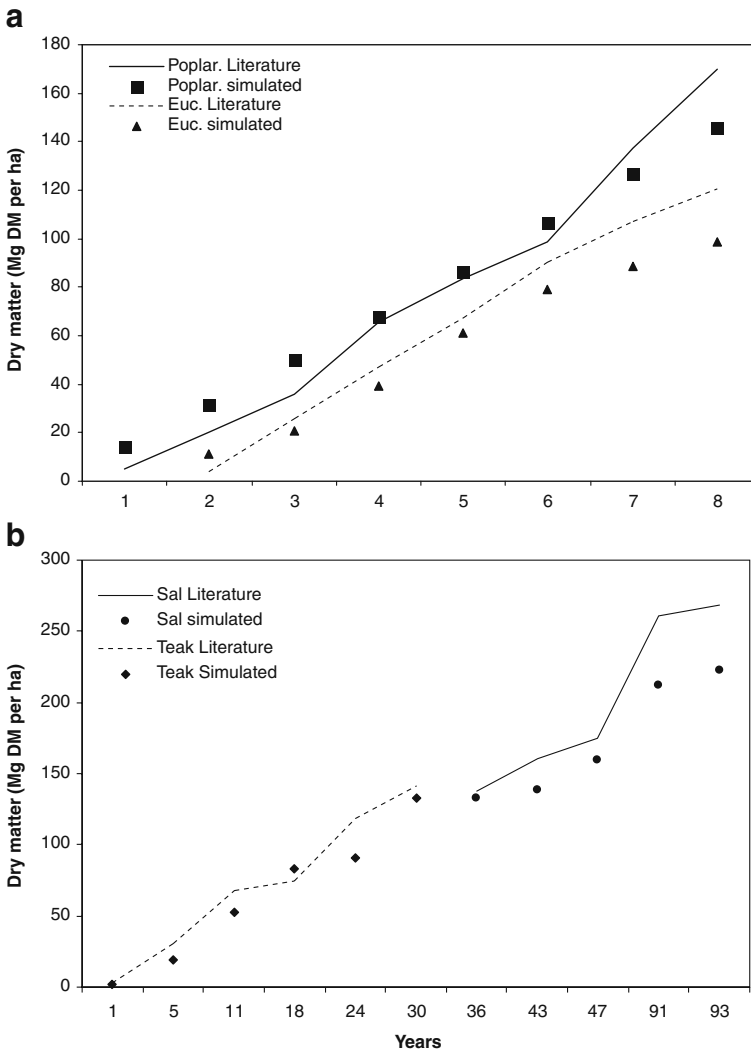 a
180
160
140
120
100
80
60
40
20
0
Dry matter (Mg DM per ha)
Poplar. Literature
Poplar. simulated
Euc. Literature
Euc. simulated
1 2 3 4 5 6 7 8
b
300
250
200
150
100
50
0
Dry matter (Mg DM per ha)
Sal Literature
Sal simulated
Teak Literature
Teak Simulated
1 5 11 18 24 30 36 43 47 91 93
Years